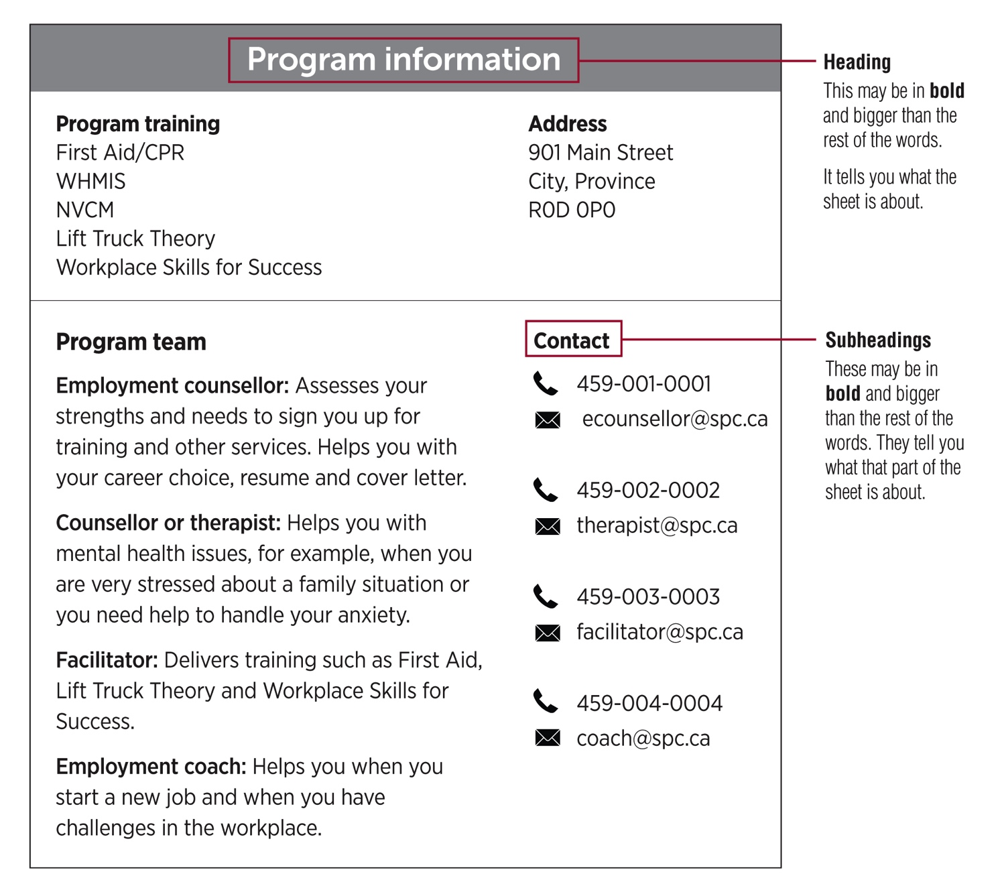 Program information
Program training
First Aid/CPR
WHMIS
NVCM
Lift Truck Theory
Workplace Skills for Success
Address
901 Main Street
City, Province
R0D 0P0
Program team
Employment counsellor: Assesses your
strengths and needs to sign you up for
training and other services. Helps you with
your career choice, resume and cover letter.
Counsellor or therapist: Helps you with
mental health issues, for example, when you
are very stressed about a family situation or
you need help to handle your anxiety.
Facilitator: Delivers training such as First Aid,
Lift Truck Theory and Workplace Skills for
Success.
Employment coach: Helps you when you
start a new job and when you have
challenges in the workplace.
Contact
459-001-0001
ecounsellor@spc.ca
459-002-0002
therapist@spc.ca
459-003-0003
facilitator@spc.ca
459-004-0004
coach@spc.ca
Heading
This may be in bold
and bigger than the
rest of the words.
It tells you what the
sheet is about.
Subheadings
These may be in
bold and bigger
than the rest of the
words. They tell you
what that part of the
sheet is about.